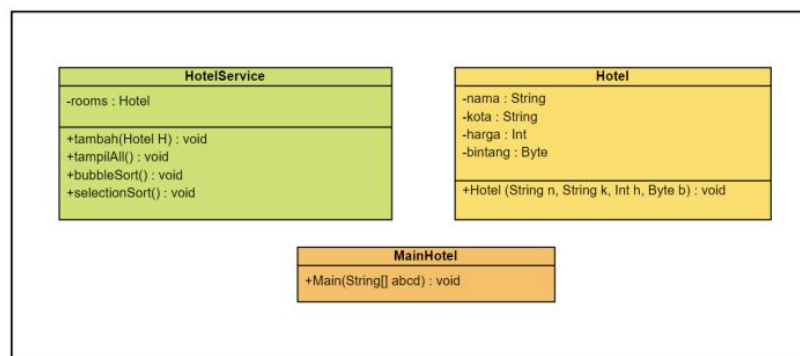 HotelService
-rooms : Hotel
+tambah(Hotel H) : void
+tampilAll() : void
+bubbleSort() : void
+selectionSort() : void
Hotel
-nama : String
-kota : String
-harga : Int
-bintang : Byte
+Hotel (String n, String k, Int h, Byte b) : void
MainHotel
+Main(String[] abcd) : void